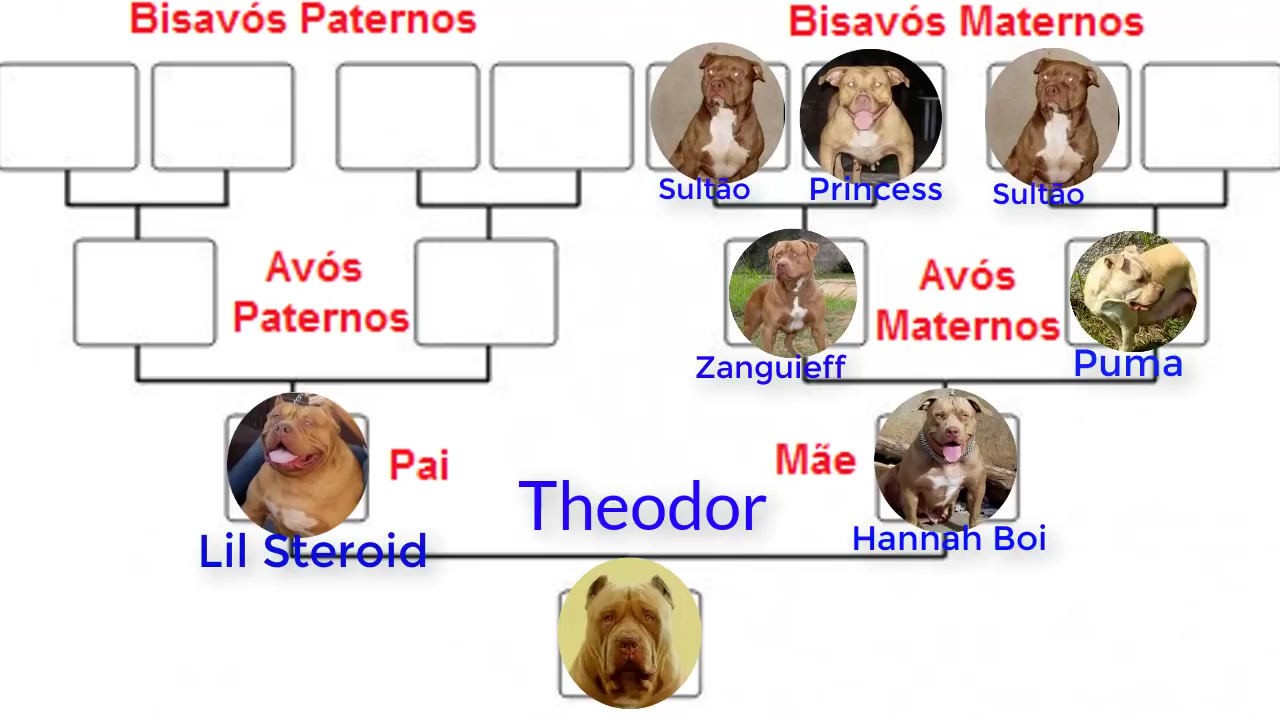 Bisavós Paternos
Bisavós Maternos
Sultão
Princess
Sultão
Avós
Paternos
Avós
Maternos
Zanguieff
Puma
Pai
Mãe
Theodor
Lil Steroid
Hannah Boi